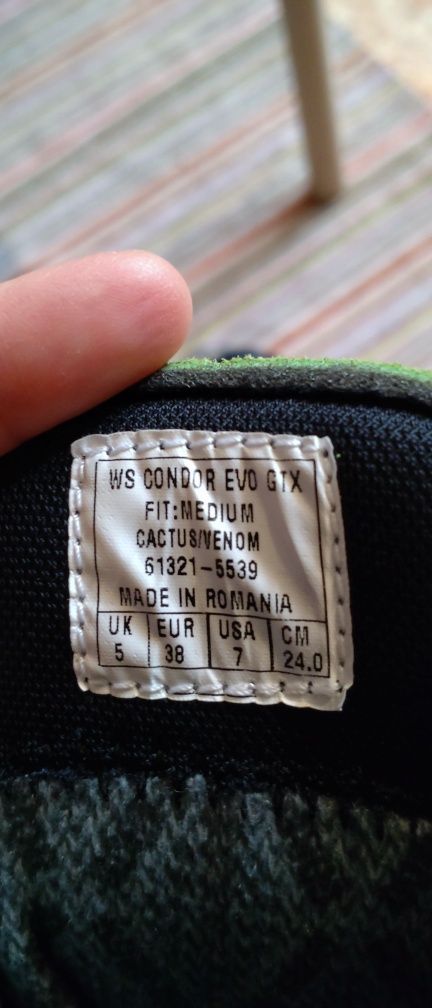 WS CONDOR EVO GTX
FIT:MEDIUM
CACTUS/VENOM
61321-5539
MADE IN ROMANIA
UK EUR USA CM
5 38 7 24.0